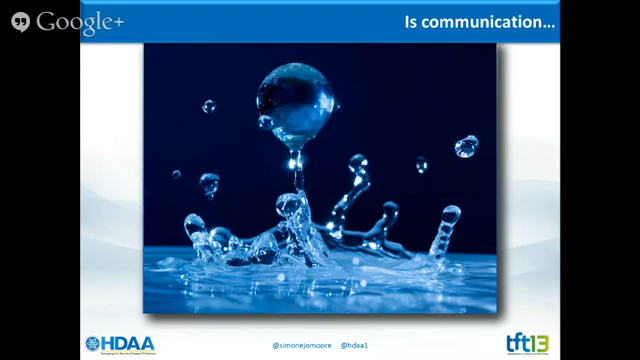 Google+
Is communication…
HDAA
@simonejomoore @hdaa1
tft13